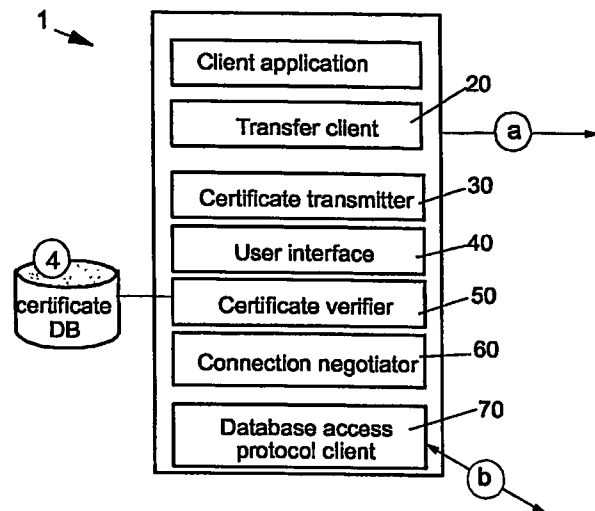 1
Client application
20
Transfer client
a
30
Certificate transmitter
40
User interface
4
certificate
DB
50
Certificate verifier
60
Connection negotiator
70
Database access
protocol client
b